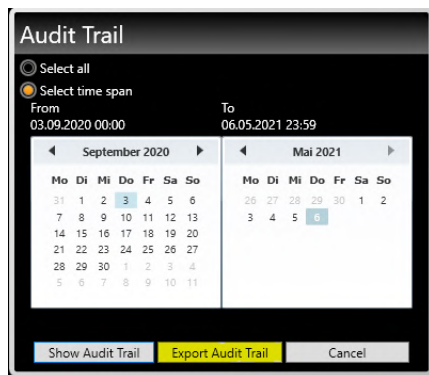 Audit Trail
Select all
Select time span
From To
03.09.2020 00:00 06.05.2021 23:59
September 2020 Mai 2021
Mo Di Mi Do Fr Sa So Mo Di Mi Do Fr Sa So
31 1 2 3 4 5 6 26 27 28 29 30 1 2
7 8 9 10 11 12 13 3 4 5 6
14 15 16 17 18 19 20
21 22 23 24 25 26 27
28 29 30 1 2 3 4
5 6 7 8 9 10 11
Show Audit Trail Export Audit Trail Cancel